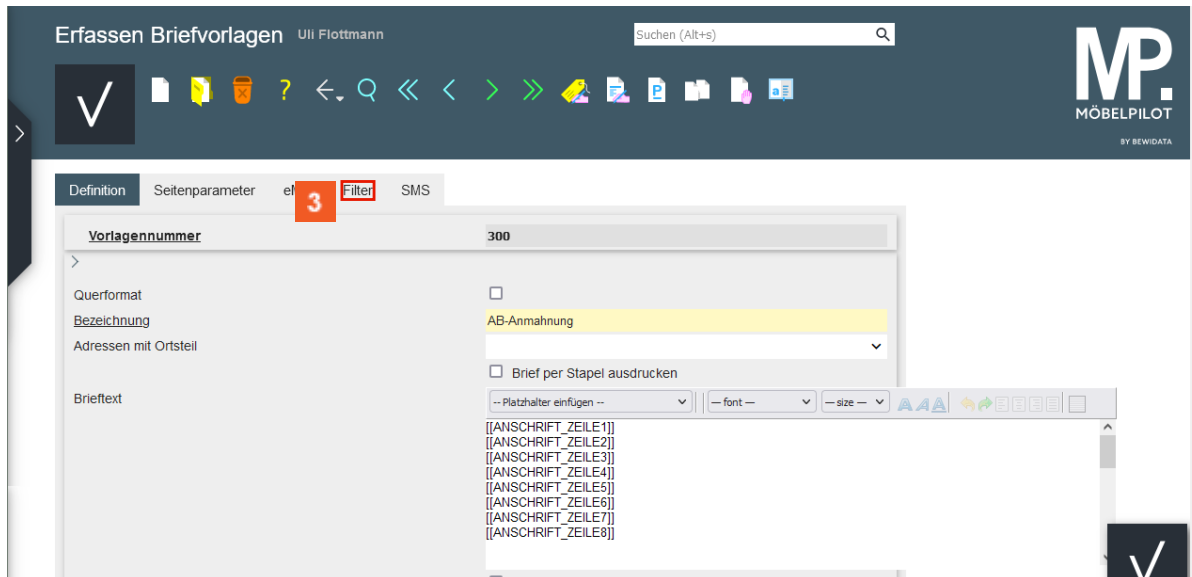 Erfassen Briefvorlagen Uli Flottmann
Suchen (Alt+s)
MP.
MÖBELPILOT
BY BEWIDATA
Definition Seitenparameter Filter SMS
3
Vorlagennummer 300
Querformat
Bezeichnung AB-Anmahnung
Adressen mit Ortsteil
Brief per Stapel ausdrucken
Brieftext -- Platzhalter einfügen -- — font — — size —
[[ANSCHRIFT_ZEILE1]]
[[ANSCHRIFT_ZEILE2]]
[[ANSCHRIFT_ZEILE3]]
[[ANSCHRIFT_ZEILE4]]
[[ANSCHRIFT_ZEILE5]]
[[ANSCHRIFT_ZEILE6]]
[[ANSCHRIFT_ZEILE7]]
[[ANSCHRIFT_ZEILE8]]